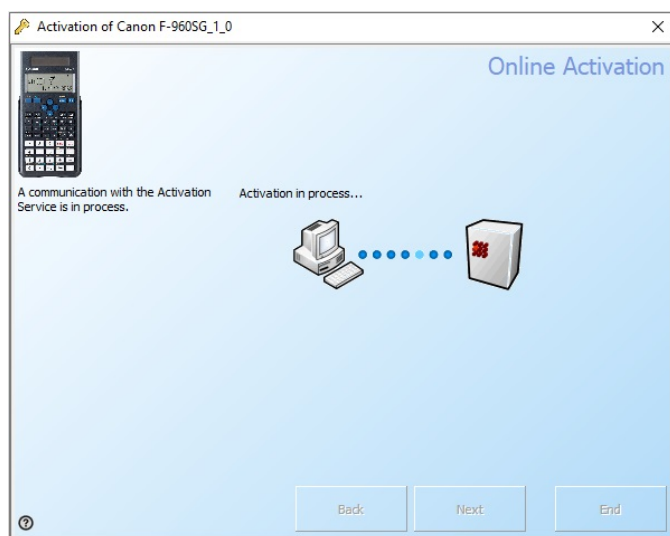 Activation of Canon F-960SG_1_0
Online Activation
A communication with the Activation
Service is in process.
Activation in process...
Back
Next
End